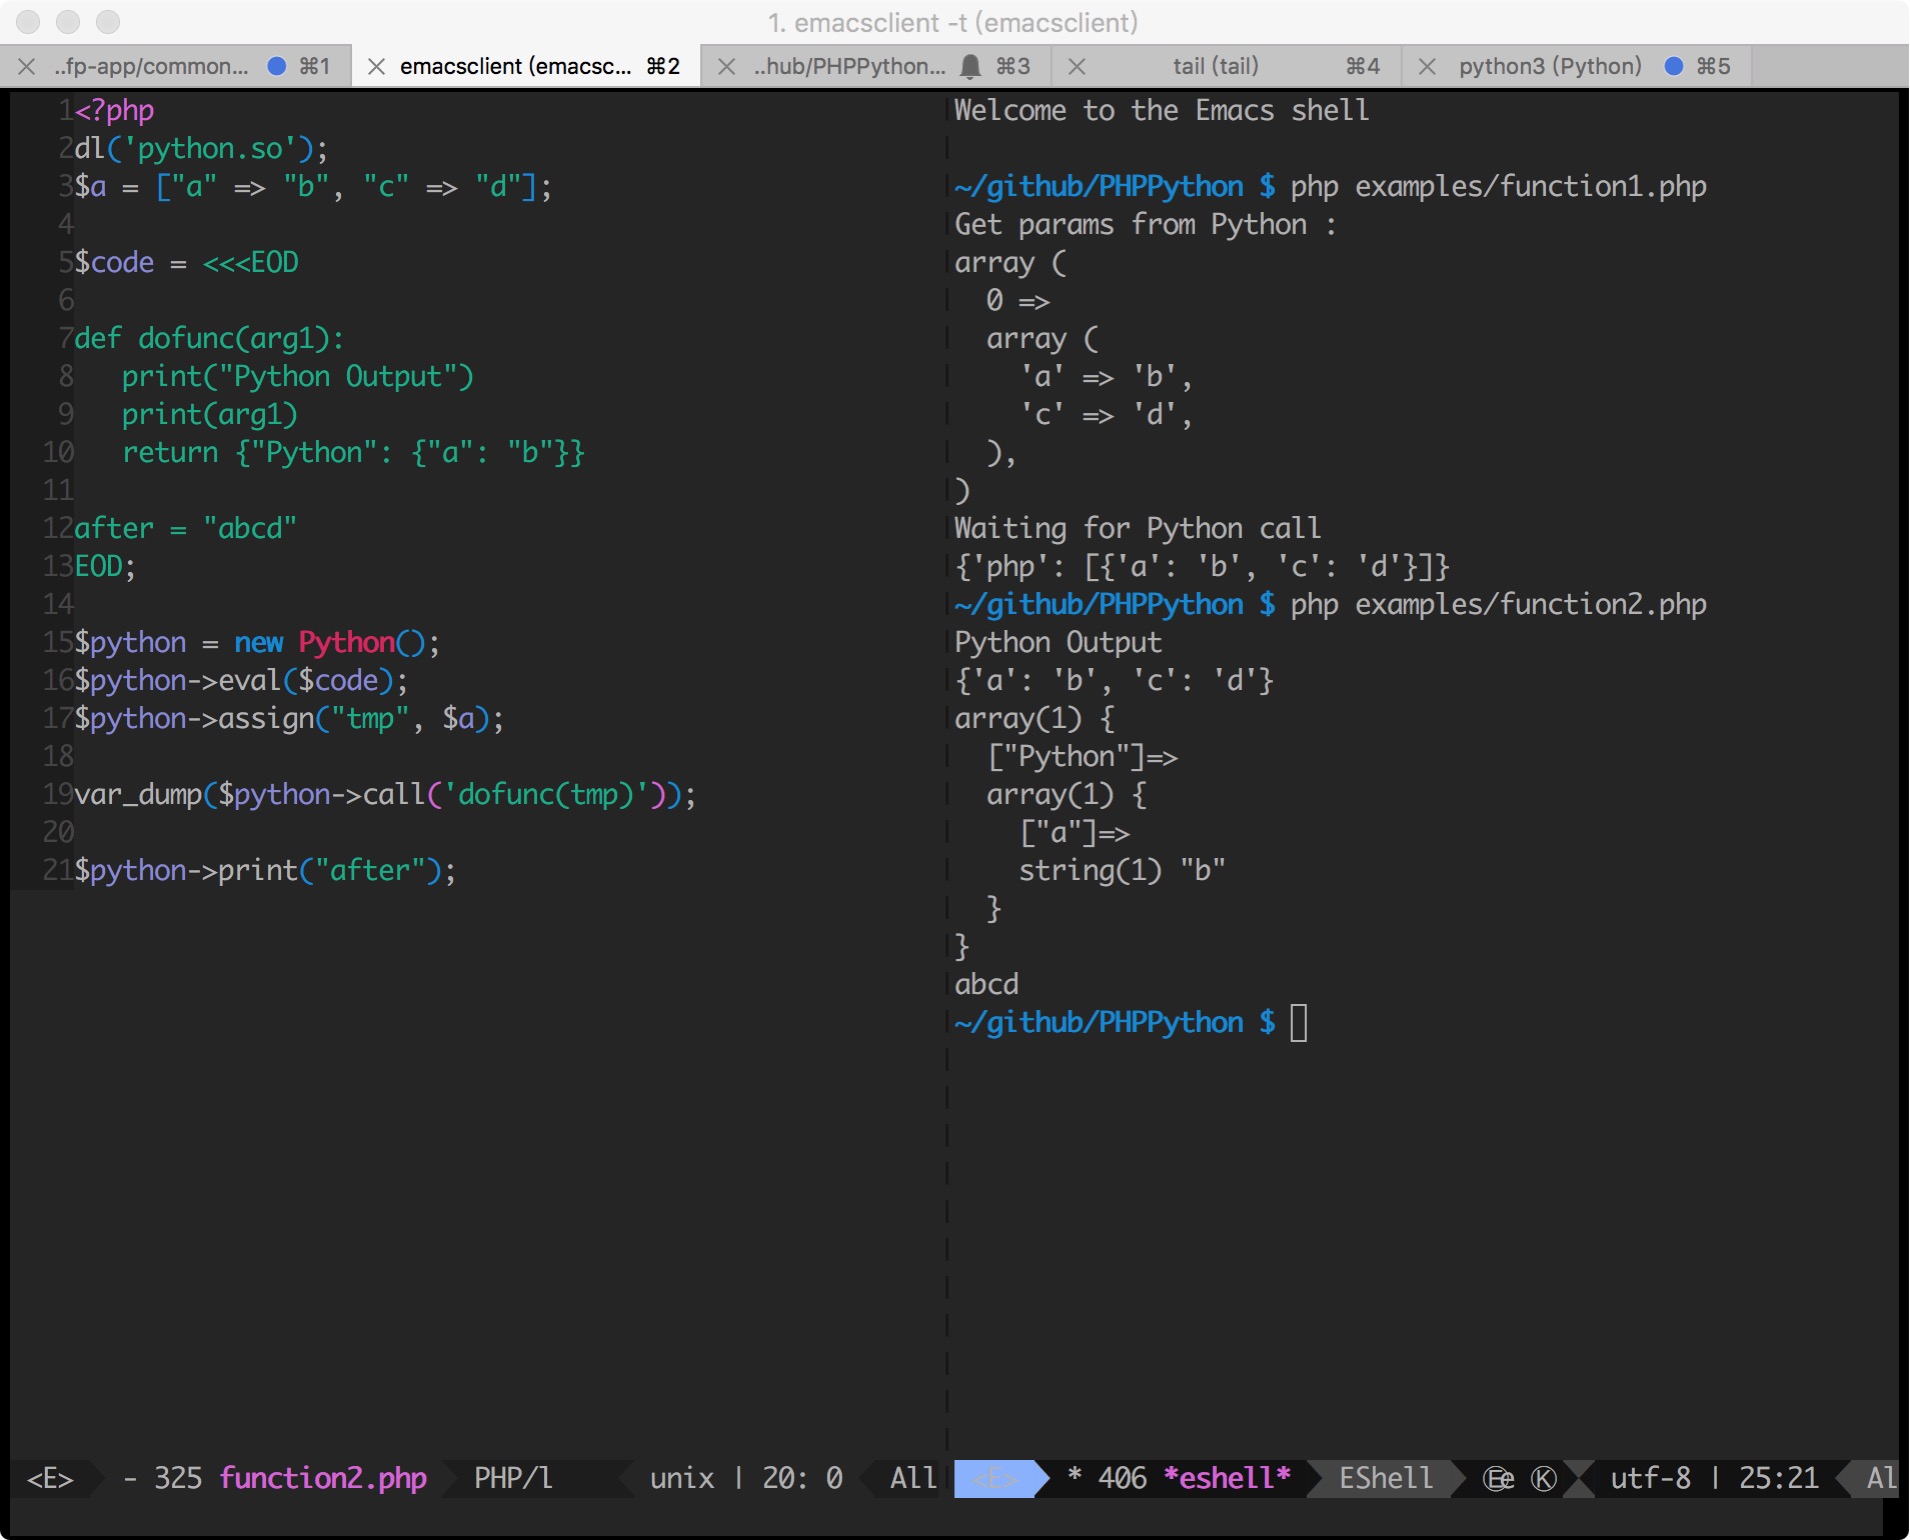 1. emacsclient -t (emacsclient)
..fp-app/common... ⌘1
emacsclient (emacsc... ⌘2
..hub/PHPPython... ⌘3
tail (tail) ⌘4
python3 (Python) ⌘5
1<?php
2dl('python.so');
3$a = ["a" => "b", "c" => "d"];
4
5$code = <<<EOD
6
7def dofunc(arg1):
8   print("Python Output")
9   print(arg1)
10   return {"Python": {"a": "b"}}
11
12after = "abcd"
13EOD;
14
15$python = new Python();
16$python->eval($code);
17$python->assign("tmp", $a);
18
19var_dump($python->call('dofunc(tmp)'));
20
21$python->print("after");
<E> - 325 function2.php PHP/l unix | 20: 0 All
Welcome to the Emacs shell
~/github/PHPPython $ php examples/function1.php
Get params from Python :
array (
  0 =>
  array (
    'a' => 'b',
    'c' => 'd',
  ),
)
Waiting for Python call
{'php': [{'a': 'b', 'c': 'd'}]}
~/github/PHPPython $ php examples/function2.php
Python Output
{'a': 'b', 'c': 'd'}
array(1) {
  ["Python"]=>
  array(1) {
    ["a"]=>
    string(1) "b"
  }
}
abcd
~/github/PHPPython $
<E> * 406 *eshell* EShell Ⓔe Ⓚ utf-8 | 25:21 Al